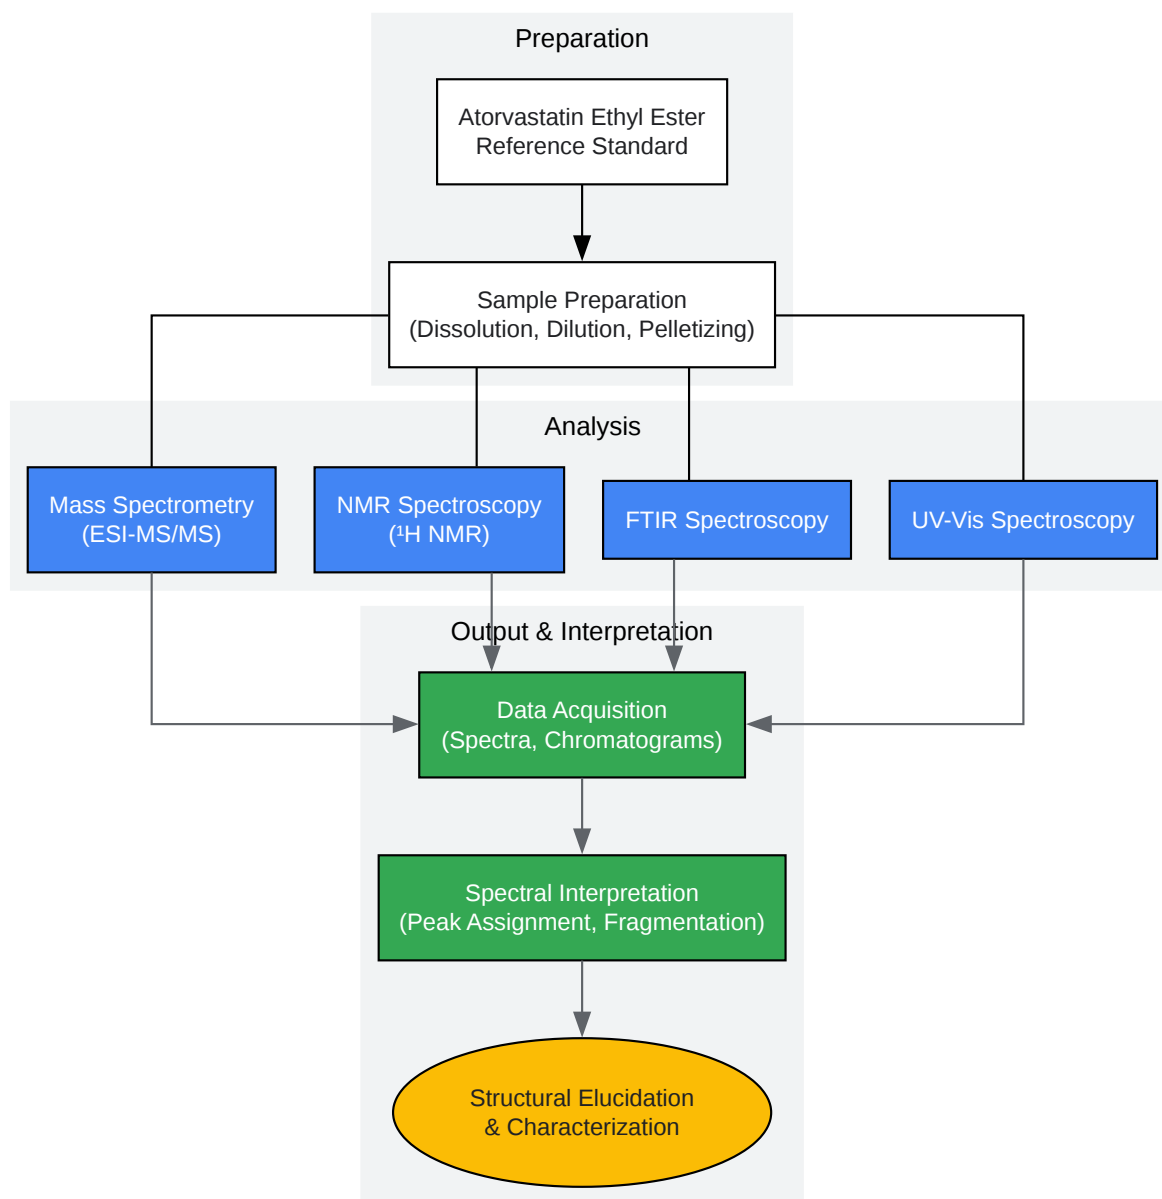 Preparation
Atorvastatin Ethyl Ester
Reference Standard
Sample Preparation
(Dissolution, Dilution, Pelletizing)
Analysis
Mass Spectrometry
(ESI-MS/MS)
NMR Spectroscopy
(¹H NMR)
FTIR Spectroscopy
UV-Vis Spectroscopy
Output & Interpretation
Data Acquisition
(Spectra, Chromatograms)
Spectral Interpretation
(Peak Assignment, Fragmentation)
Structural Elucidation
& Characterization